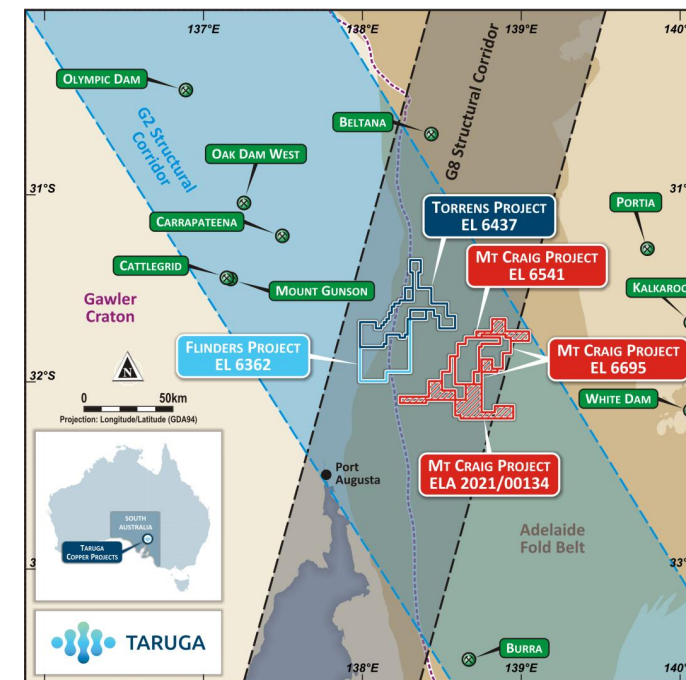 137°E
138°E
139°E
140°
OLYMPIC DAM
G2 Structural
Corridor
G8 Structural Corridor
BELTANA
OAK DAM WEST
31°S
TORRENS PROJECT
EL 6437
PORTIA
CARRAPATEENA
MT CRAIG PROJECT
EL 6541
CATTLEGRID
MOUNT GUNSON
KALKAROO
Gawler
Craton
FLINDERS PROJECT
EL 6362
MT CRAIG PROJECT
EL 6695
N
32°S
0 50km
Projection: Longitude/Latitude (GDA94)
WHITE DAM
MT CRAIG PROJECT
ELA 2021/00134
Port
Augusta
SOUTH
AUSTRALIA
TARUGA
COPPER PROJECTS
Adelaide
Fold Belt
33°
TARUGA
BURRA
138°E
139°E
140°